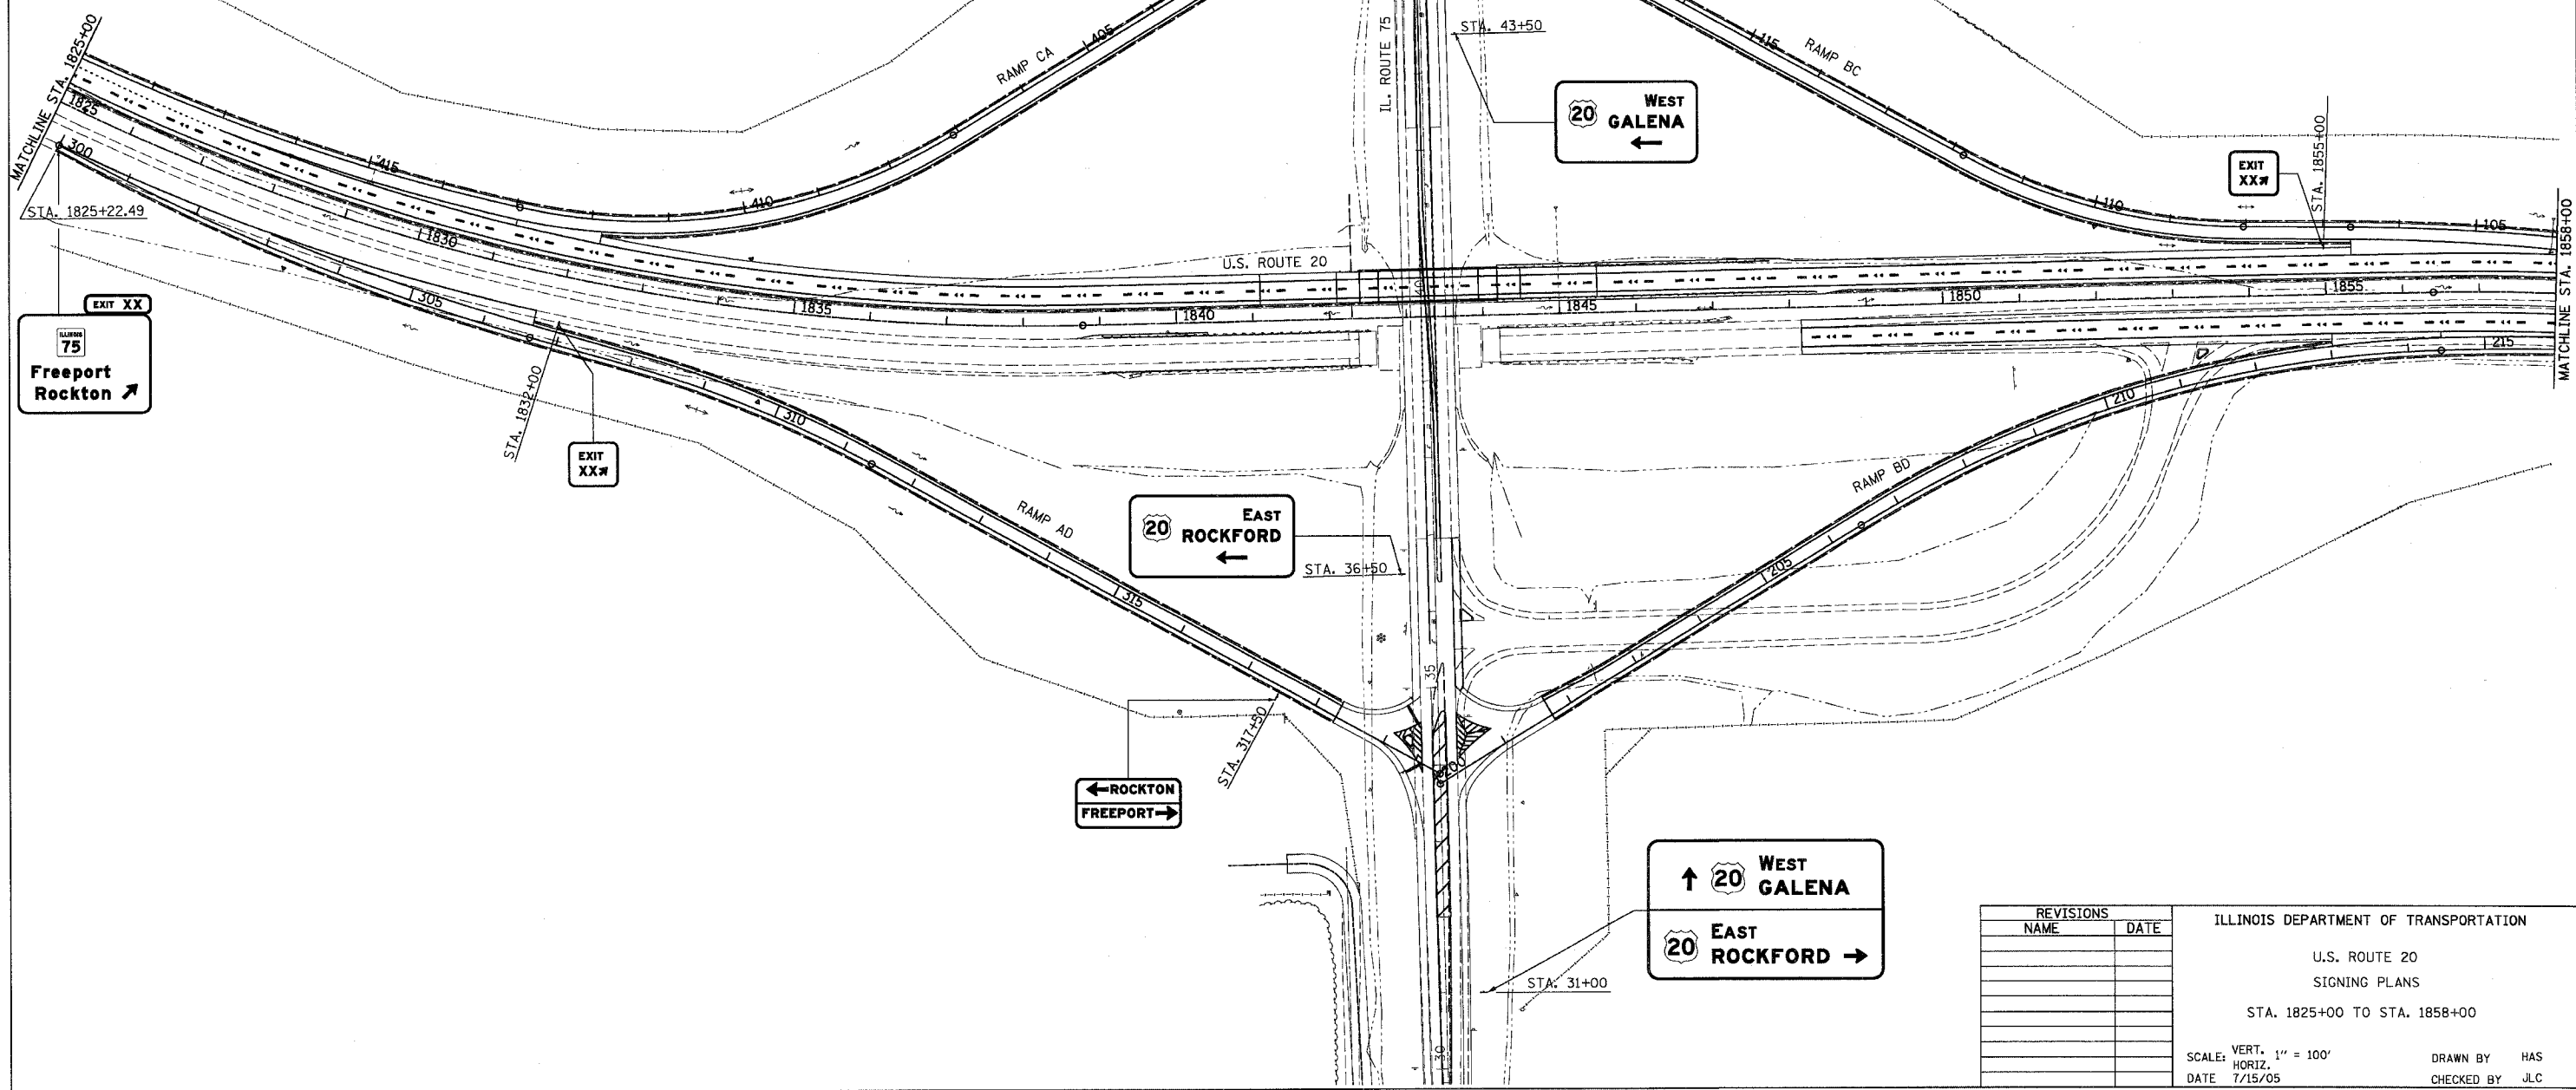 MATCHLINE STA. 1825+00
1825
300
STA. 1825+22.49
415
RAMP CA
405
410
1830
305
EXIT XX
ILLINOIS
75
Freeport
Rockton ↗
STA. 1832+00
EXIT
XX↗
310
RAMP AD
315
U.S. ROUTE 20
1835
1840
1845
1850
1855
IL. ROUTE 75
STA. 43+50
20 WEST
GALENA
←
115
RAMP BC
110
105
EXIT
XX↗
STA. 1855+00
MATCHLINE STA. 1858+00
215
210
RAMP BD
205
40
20 EAST
ROCKFORD
←
STA. 36+50
35
STA. 317+50
200
←ROCKTON
FREEPORT→
↑ 20 WEST
GALENA
20 EAST
ROCKFORD →
STA. 31+00
30
REVISIONS
NAME DATE
ILLINOIS DEPARTMENT OF TRANSPORTATION
U.S. ROUTE 20
SIGNING PLANS
STA. 1825+00 TO STA. 1858+00
SCALE: VERT. 1" = 100'
HORIZ.
DRAWN BY HAS
DATE 7/15/05
CHECKED BY JLC